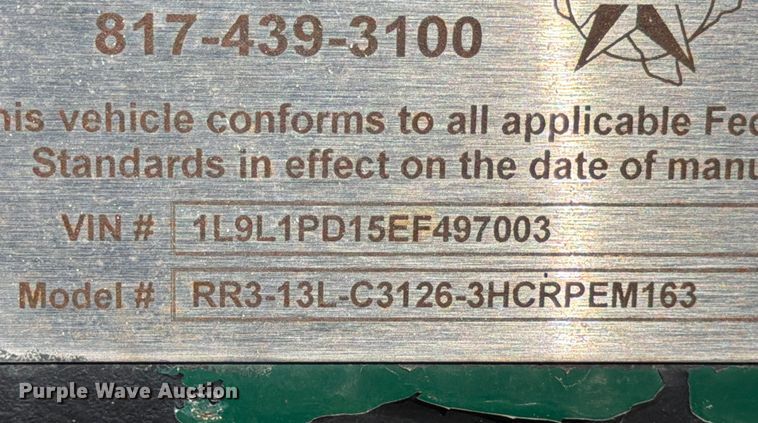 817-439-3100
his vehicle conforms to all applicable Fed
Standards in effect on the date of manu
VIN # 1L9L1PD15EF497003
Model # RR3-13L-C3126-3HCRPEM163
Purple Wave Auction